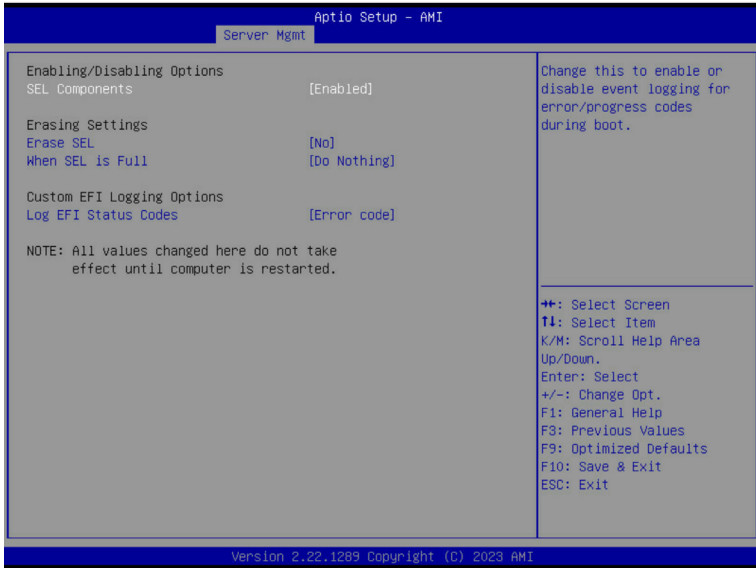 Aptio Setup – AMI
Server Mgmt
Enabling/Disabling Options
SEL Components [Enabled]
Erasing Settings
Erase SEL [No]
When SEL is Full [Do Nothing]
Custom EFI Logging Options
Log EFI Status Codes [Error code]
NOTE: All values changed here do not take
effect until computer is restarted.
Change this to enable or
disable event logging for
error/progress codes
during boot.
→←: Select Screen
↑↓: Select Item
K/M: Scroll Help Area
Up/Down.
Enter: Select
+/-: Change Opt.
F1: General Help
F3: Previous Values
F9: Optimized Defaults
F10: Save & Exit
ESC: Exit
Version 2.22.1289 Copyright (C) 2023 AMI